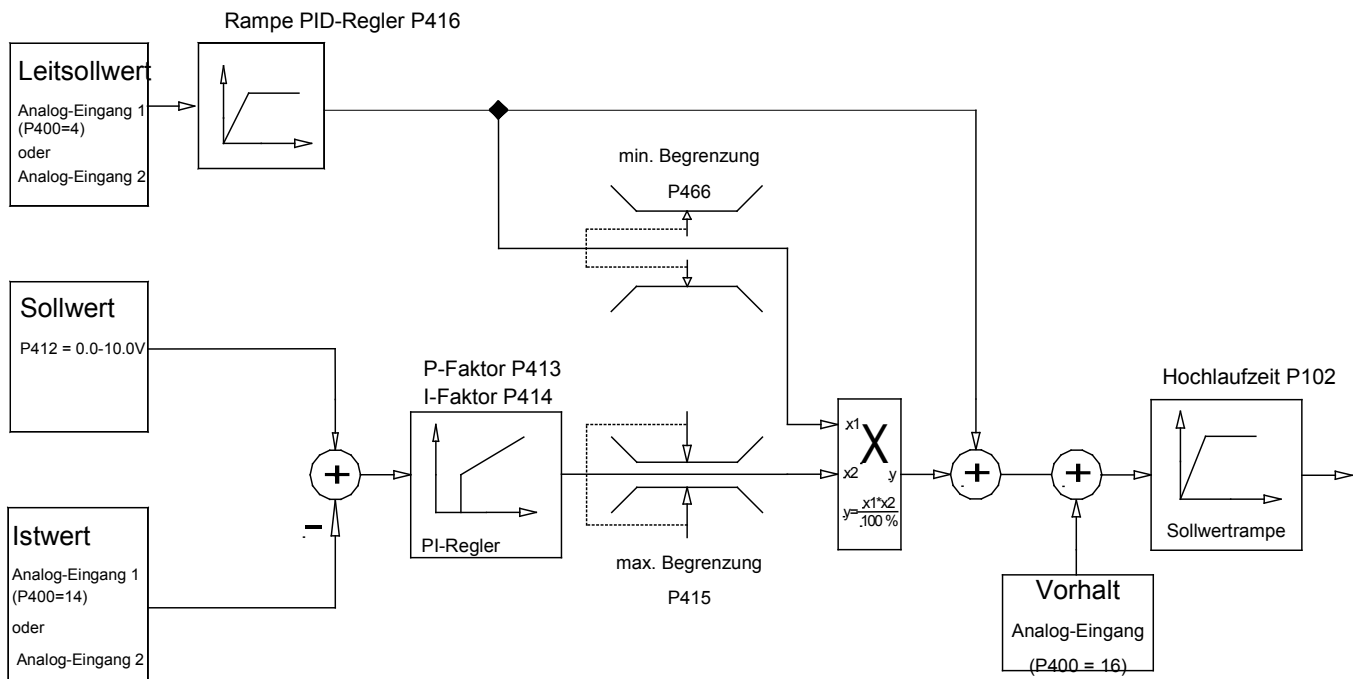 Rampe PID-Regler P416
Leitsollwert
Analog-Eingang 1
(P400=4)
oder
Analog-Eingang 2
min. Begrenzung
P466
Sollwert
P412 = 0.0-10.0V
P-Faktor P413
I-Faktor P414
Hochlaufzeit P102
x1
X
x2
y
y=x1*x2
100 %
+
+
+
−
PI-Regler
Sollwertrampe
Istwert
Analog-Eingang 1
(P400=14)
oder
Analog-Eingang 2
max. Begrenzung
P415
Vorhalt
Analog-Eingang
(P400 = 16)